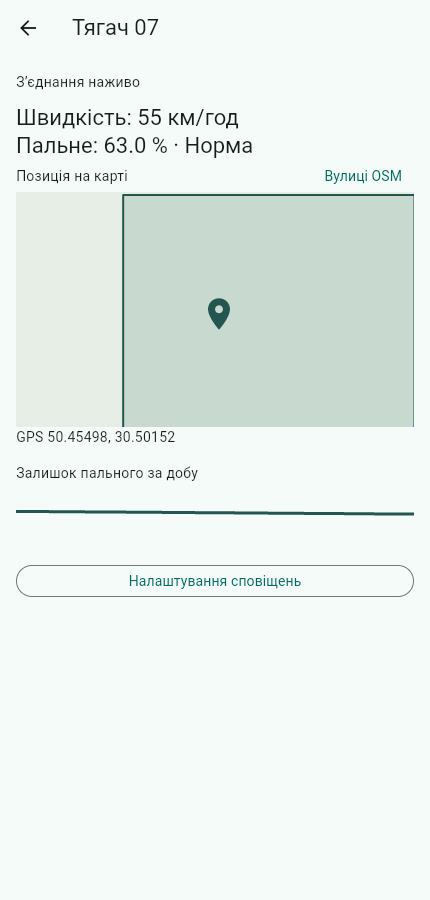 Тягач 07
З’єднання наживо
Швидкість: 55 км/год
Пальне: 63.0 % · Норма
Позиція на карті
Вулиці OSM
GPS 50.45498, 30.50152
Залишок пального за добу
Налаштування сповіщень